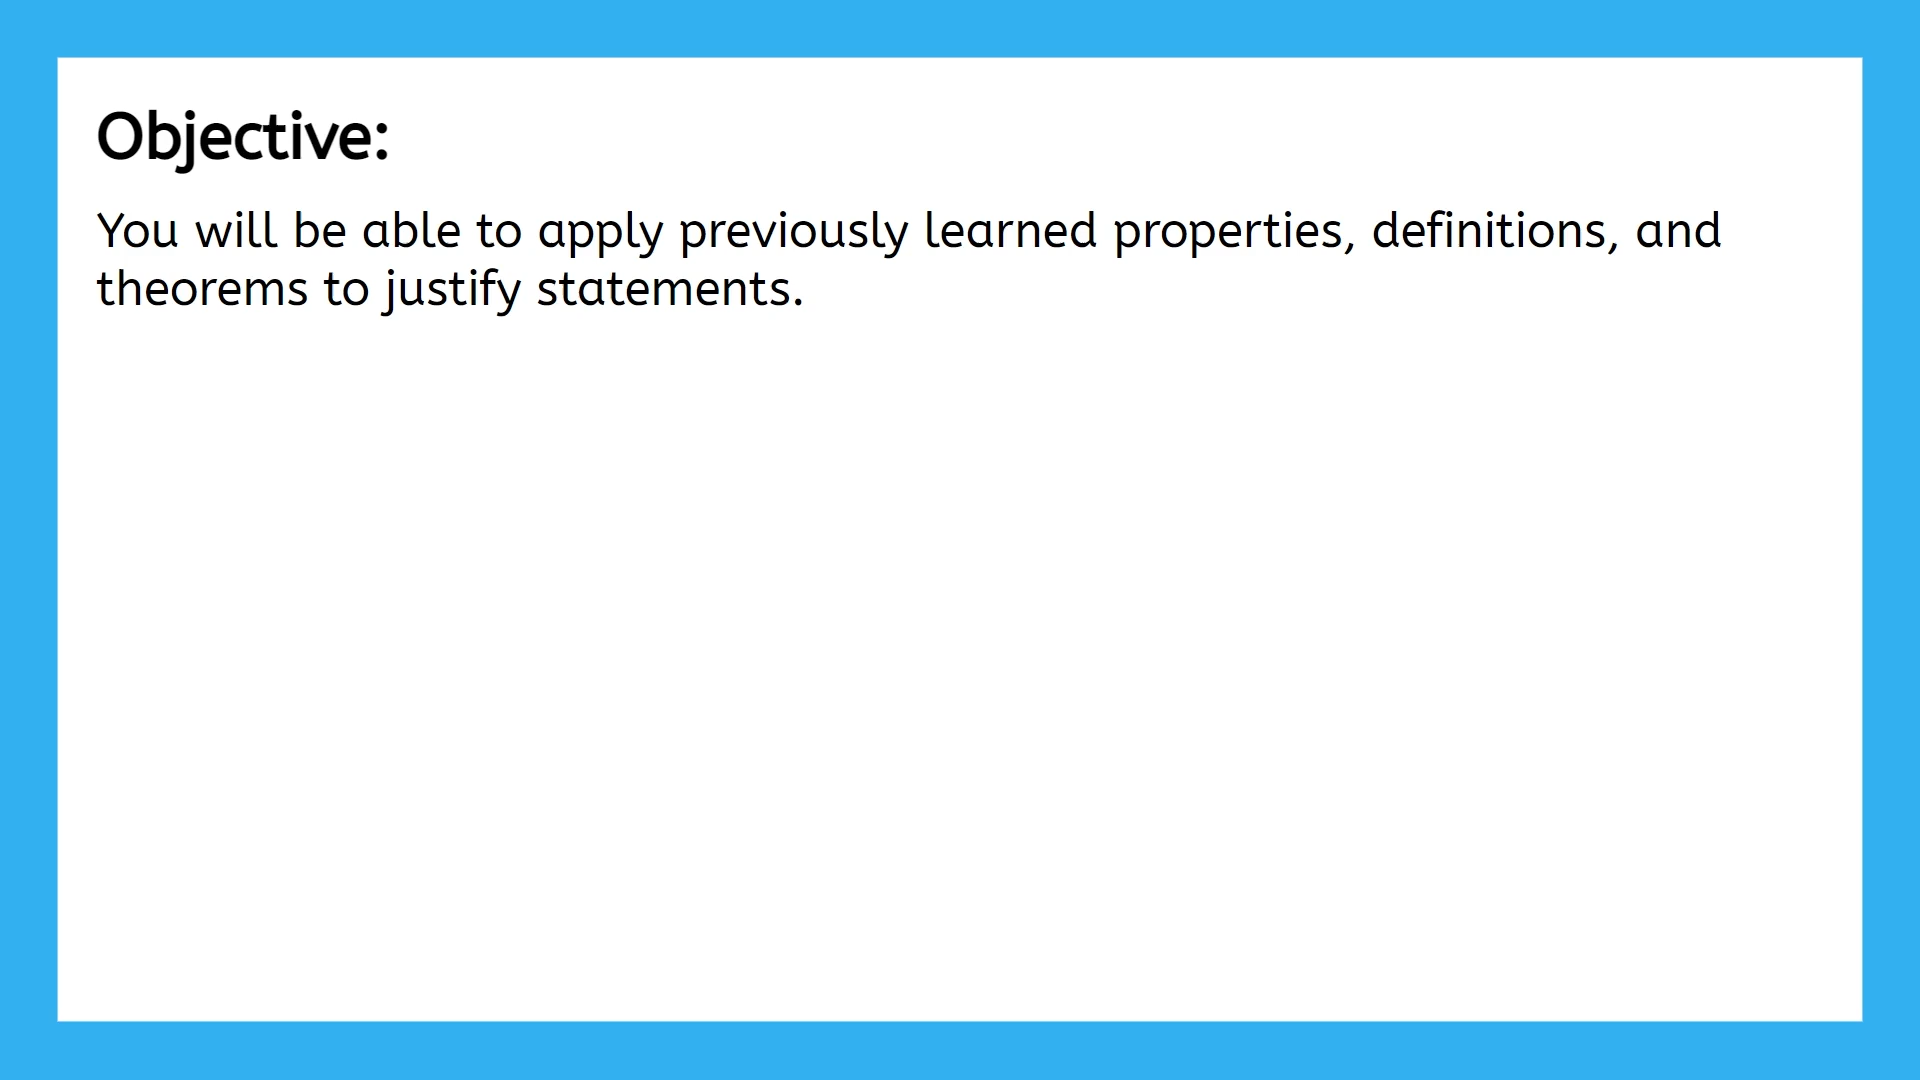 Objective:
You will be able to apply previously learned properties, definitions, and
theorems to justify statements.